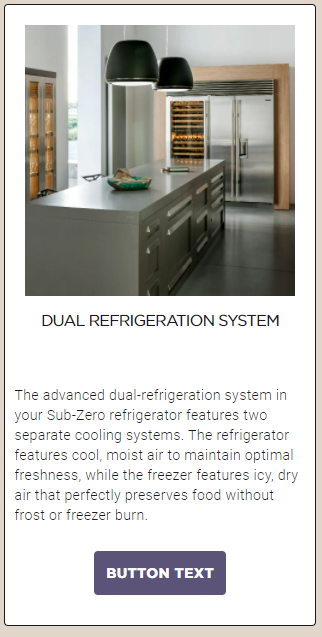 DUAL REFRIGERATION SYSTEM
The advanced dual-refrigeration system in
your Sub-Zero refrigerator features two
separate cooling systems. The refrigerator
features cool, moist air to maintain optimal
freshness, while the freezer features icy, dry
air that perfectly preserves food without
frost or freezer burn.
BUTTON TEXT